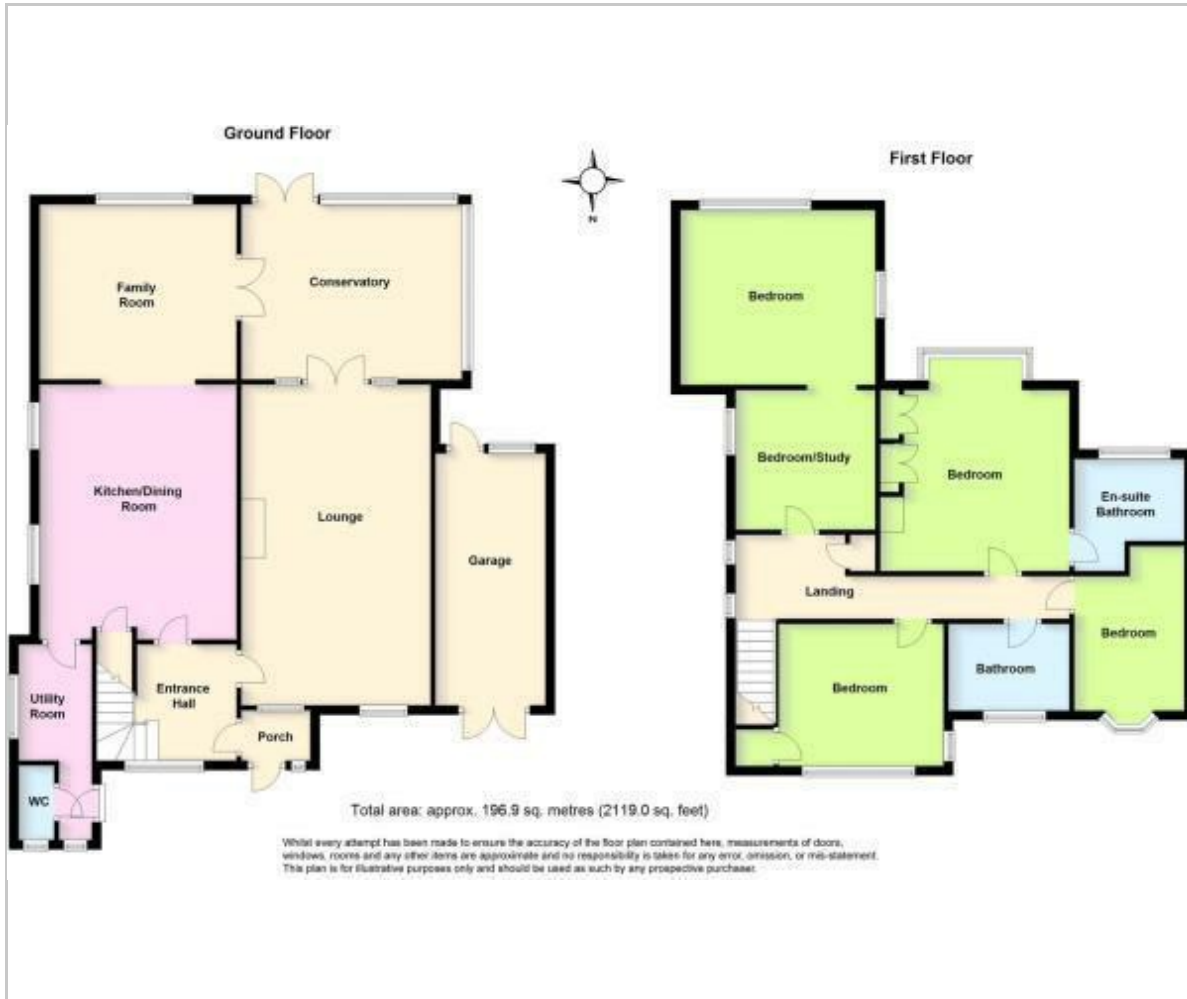 Ground Floor
First Floor
N
Family
Room
Conservatory
Kitchen/Dining
Room
Lounge
Garage
Utility
Room
Entrance
Hall
Porch
WC
Bedroom
Bedroom/Study
Bedroom
En-suite
Bathroom
Landing
Bedroom
Bathroom
Bedroom
Total area: approx. 196.9 sq. metres (2119.0 sq. feet)
Whilst every attempt has been made to ensure the accuracy of the floor plan contained here, measurements of doors,
windows, rooms and any other items are approximate and no responsibility is taken for any error, omission, or mis-statement.
This plan is for illustrative purposes only and should be used as such by any prospective purchaser.